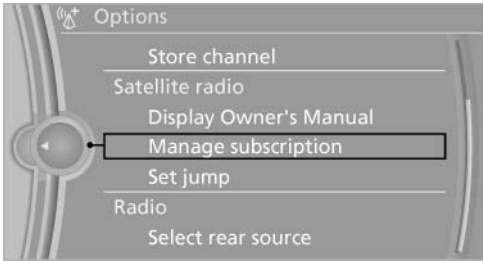 Options
Store channel
Satellite radio
Display Owner's Manual
Manage subscription
Set jump
Radio
Select rear source